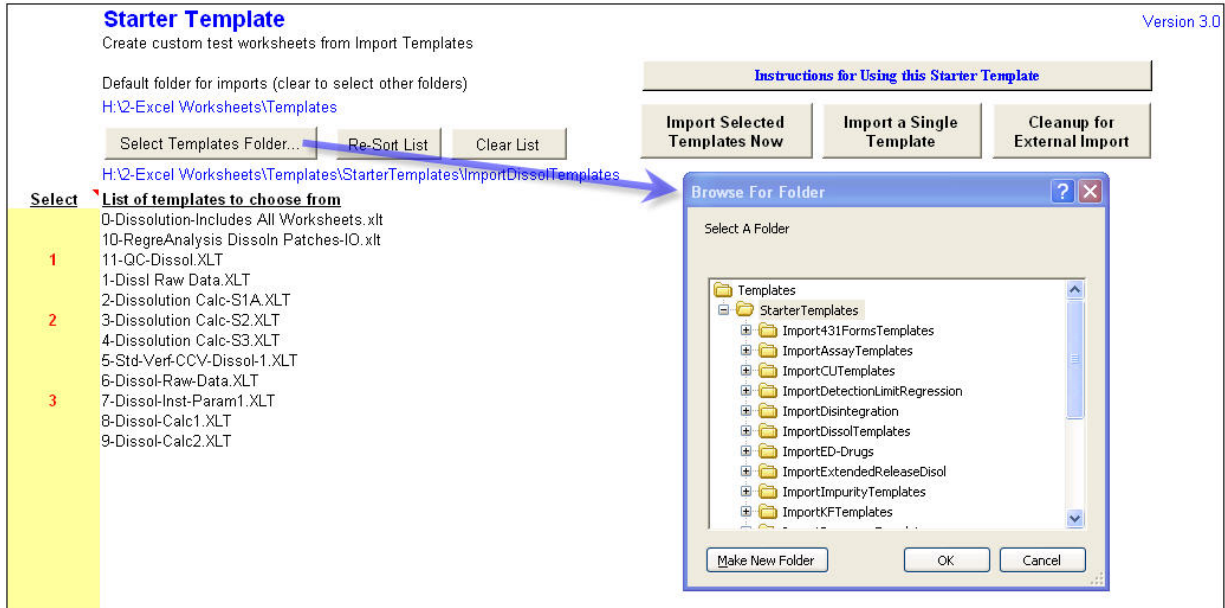 Starter Template
Version 3.0
Create custom test worksheets from Import Templates
Default folder for imports (clear to select other folders)
H:\2-Excel Worksheets\Templates
Instructions for Using this Starter Template
Select Templates Folder...
Re-Sort List
Clear List
Import Selected
Templates Now
Import a Single
Template
Cleanup for
External Import
H:\2-Excel Worksheets\Templates\StarterTemplates\ImportDissolTemplates
Select
List of templates to choose from
0-Dissolution-Includes All Worksheets.xlt
10-RegreAnalysis Dissoln Patches-IO.xlt
1 11-QC-Dissol.XLT
1-Dissl Raw Data.XLT
2-Dissolution Calc-S1A.XLT
2 3-Dissolution Calc-S2.XLT
4-Dissolution Calc-S3.XLT
5-Std-Verf-CCV-Dissol-1.XLT
6-Dissol-Raw-Data.XLT
3 7-Dissol-Inst-Param1.XLT
8-Dissol-Calc1.XLT
9-Dissol-Calc2.XLT
Browse For Folder
Select A Folder
Templates
StarterTemplates
Import431FormsTemplates
ImportAssayTemplates
ImportCUTemplates
ImportDetectionLimitRegression
ImportDisintegration
ImportDissolTemplates
ImportED-Drugs
ImportExtendedReleaseDisol
ImportImpurityTemplates
ImportKFTemplates
Make New Folder
OK
Cancel